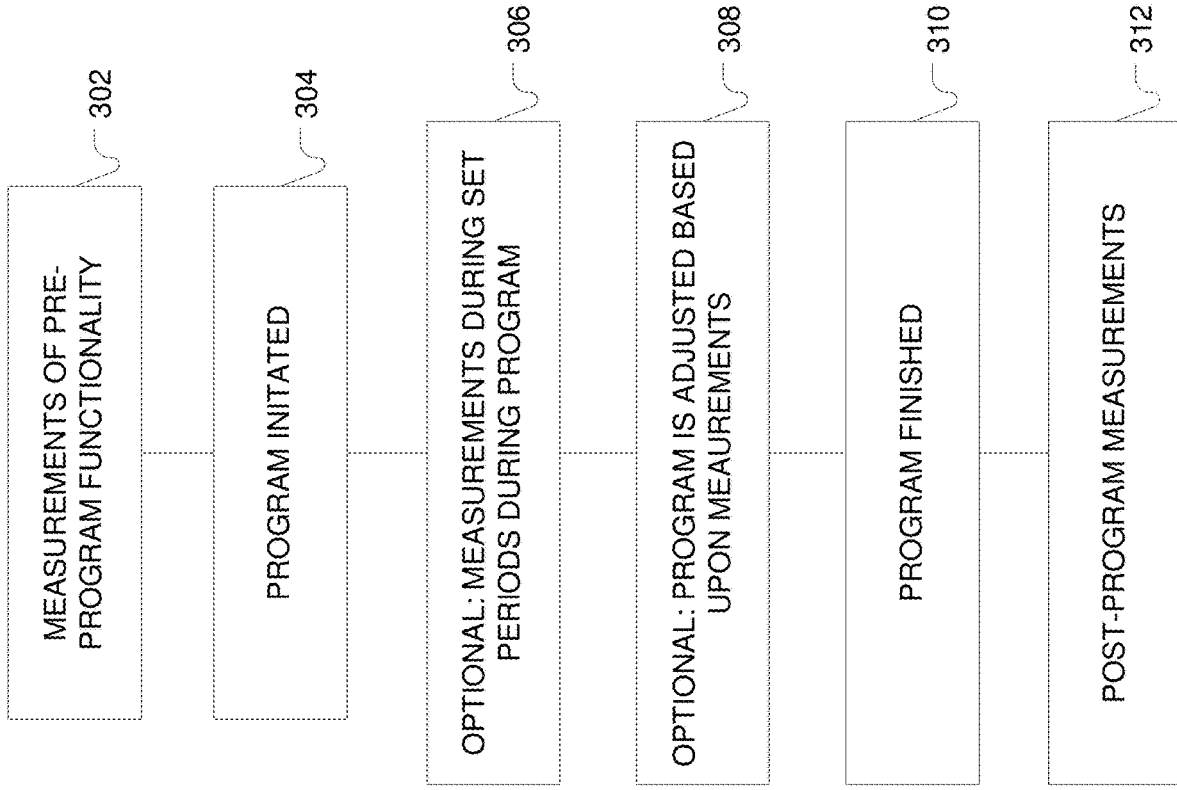 MEASUREMENTS OF PRE-
PROGRAM FUNCTIONALITY
302
PROGRAM INITATED
304
OPTIONAL: MEASUREMENTS DURING SET
PERIODS DURING PROGRAM
306
OPTIONAL: PROGRAM IS ADJUSTED BASED
UPON MEAUREMENTS
308
PROGRAM FINISHED
310
POST-PROGRAM MEASUREMENTS
312